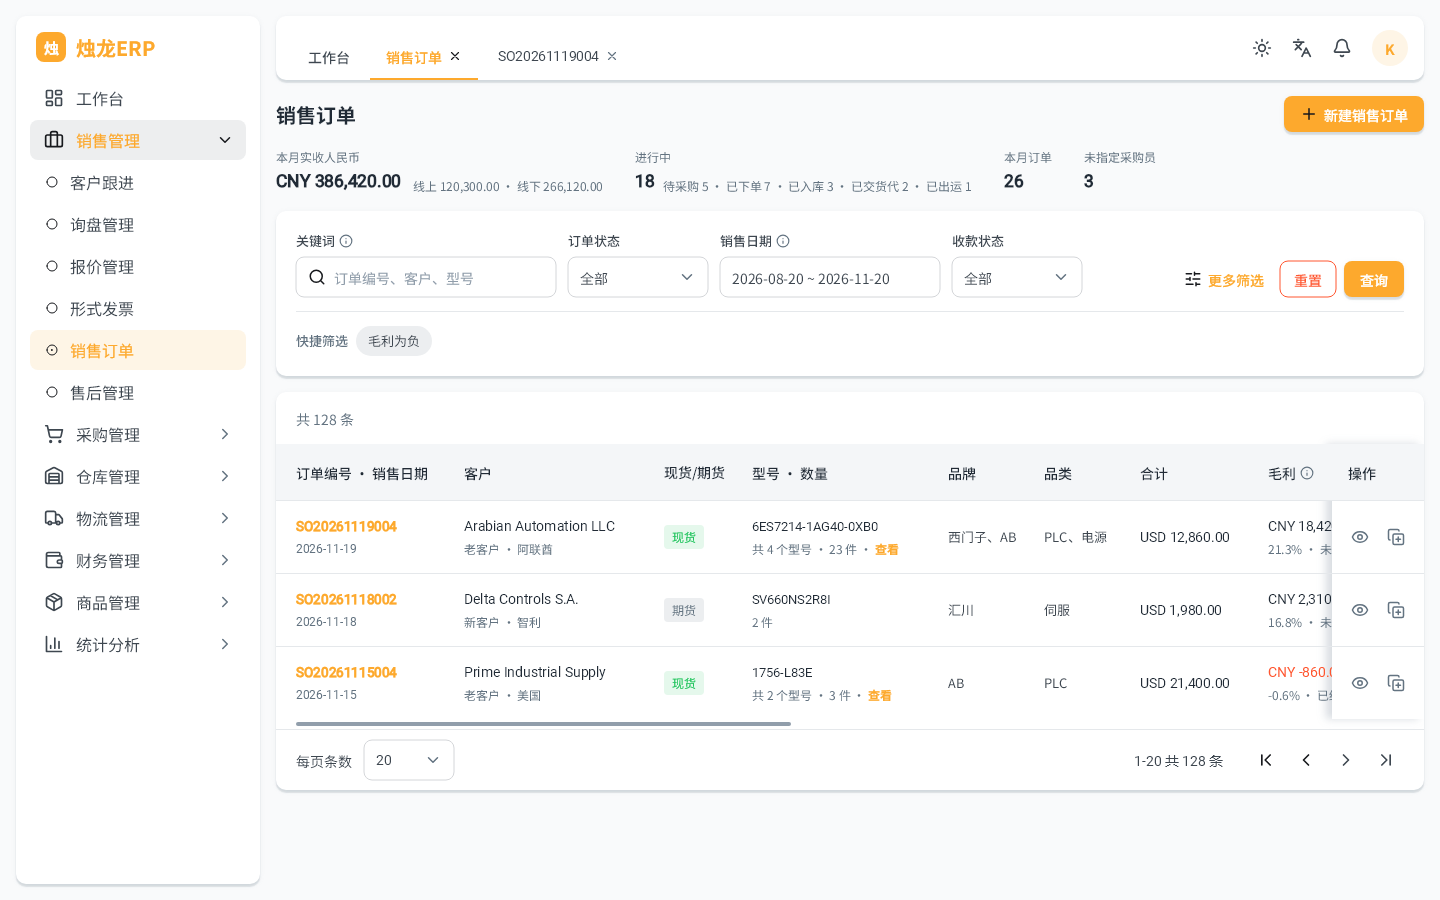 烛 烛龙ERP
工作台
销售管理
客户跟进
询盘管理
报价管理
形式发票
销售订单
售后管理
采购管理
仓库管理
物流管理
财务管理
商品管理
统计分析
工作台 销售订单 SO20261119004
K
销售订单
新建销售订单
本月实收人民币 进行中 本月订单 未指定采购员
CNY 386,420.00 线上 120,300.00 • 线下 266,120.00 18 待采购 5 • 已下单 7 • 已入库 3 • 已交货代 2 • 已出运 1 26 3
关键词 订单状态 销售日期 收款状态
订单编号、客户、型号 全部 2026-08-20 ~ 2026-11-20 全部 更多筛选 重置 查询
快捷筛选 毛利为负
共 128 条
订单编号 • 销售日期 客户 现货/期货 型号 • 数量 品牌 品类 合计 毛利 操作
SO20261119004 Arabian Automation LLC 现货 6ES7214-1AG40-0XB0 西门子、AB PLC、电源 USD 12,860.00 CNY 18,42
2026-11-19 老客户 • 阿联酋 共 4 个型号 • 23 件 • 查看 21.3% • 未
SO20261118002 Delta Controls S.A. 期货 SV660NS2R8I 汇川 伺服 USD 1,980.00 CNY 2,310
2026-11-18 新客户 • 智利 2 件 16.8% • 未
SO20261115004 Prime Industrial Supply 现货 1756-L83E AB PLC USD 21,400.00 CNY -860.0
2026-11-15 老客户 • 美国 共 2 个型号 • 3 件 • 查看 -0.6% • 已
每页条数 20 1-20 共 128 条